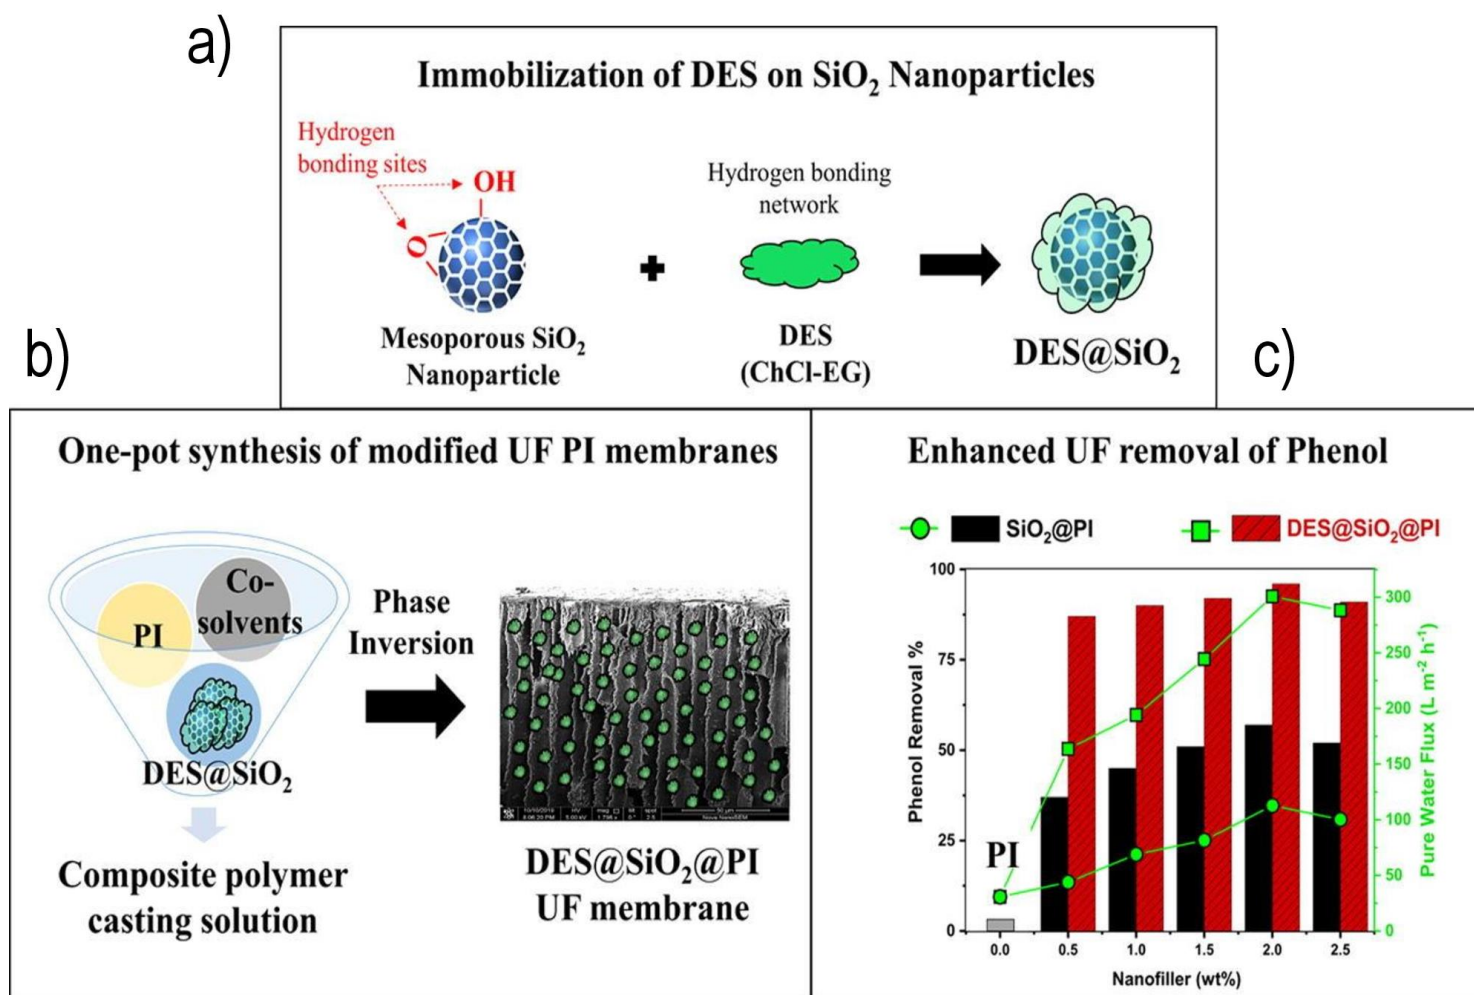 a)
Immobilization of DES on SiO₂ Nanoparticles
Hydrogen
bonding sites
OH
O
Hydrogen bonding
network
Mesoporous SiO₂
Nanoparticle
DES
(ChCl-EG)
DES@SiO₂
b)
One-pot synthesis of modified UF PI membranes
Co-
solvents
PI
DES@SiO₂
Composite polymer
casting solution
Phase
Inversion
DES@SiO₂@PI
UF membrane
c)
Enhanced UF removal of Phenol
SiO₂@PI
DES@SiO₂@PI
Phenol Removal %
100
75
50
25
0
PI
0.0 0.5 1.0 1.5 2.0 2.5
Nanofiller (wt%)
300
250
200
150
100
50
0
Pure Water Flux (L m⁻² h⁻¹)